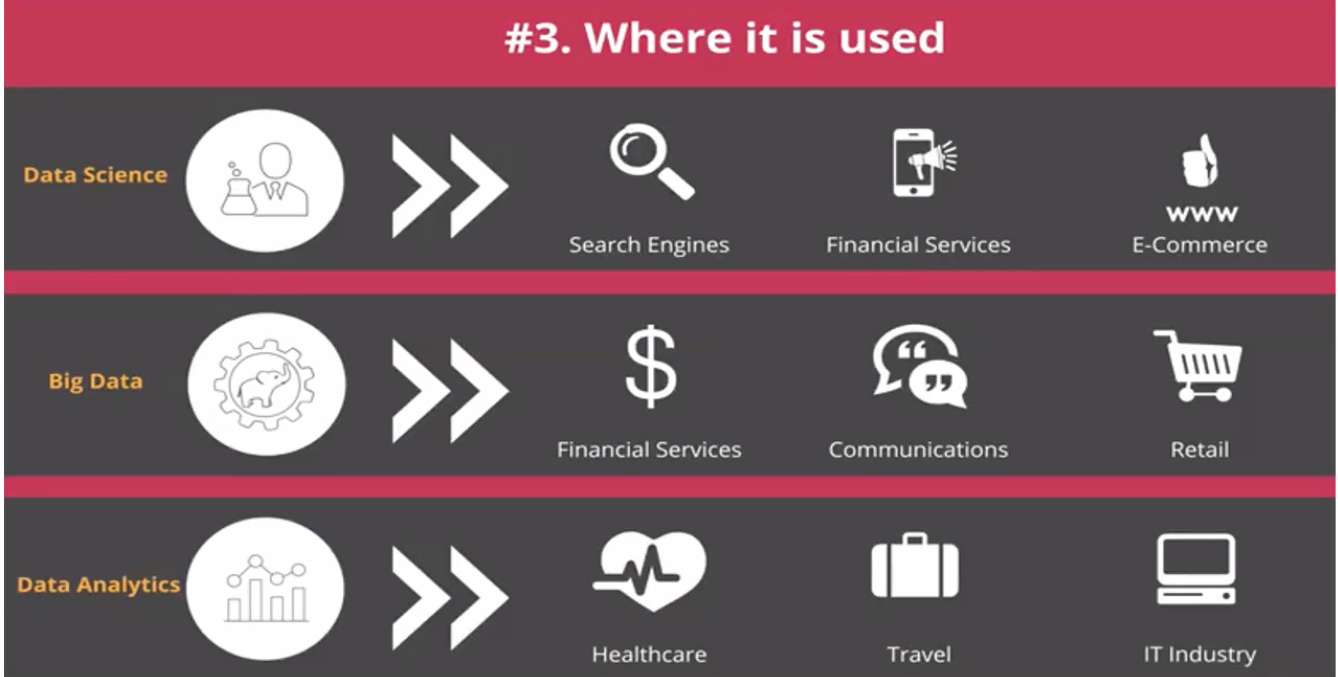 #3. Where it is used
Data Science
www
Search Engines Financial Services E-Commerce
Big Data
Financial Services Communications Retail
Data Analytics
Healthcare Travel IT Industry